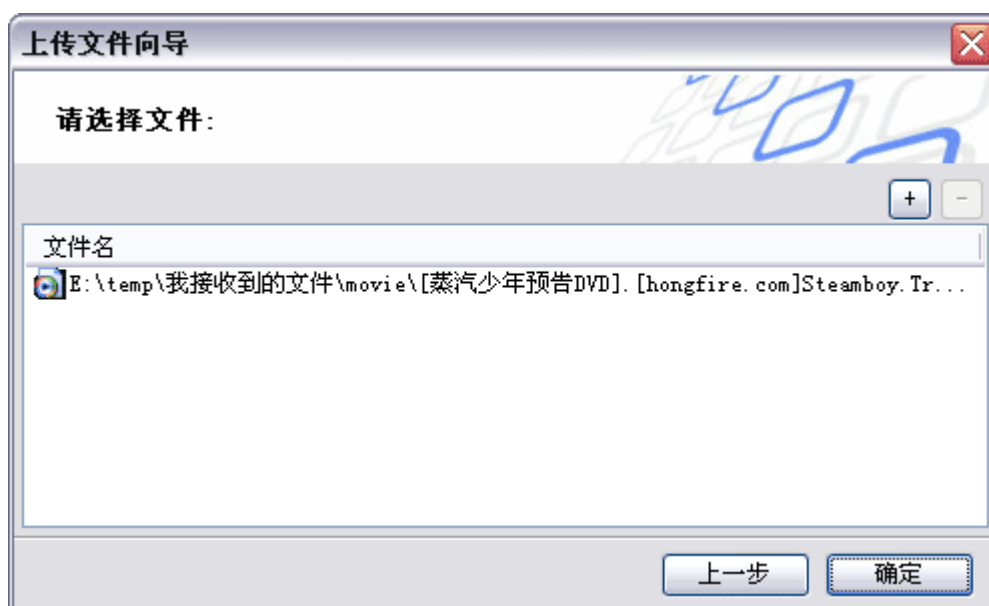 上传文件向导
请选择文件:
+ -
文件名
E:\temp\我接收到的文件\movie\[蒸汽少年预告DVD].[hongfire.com]Steamboy.Tr...
上一步 确定